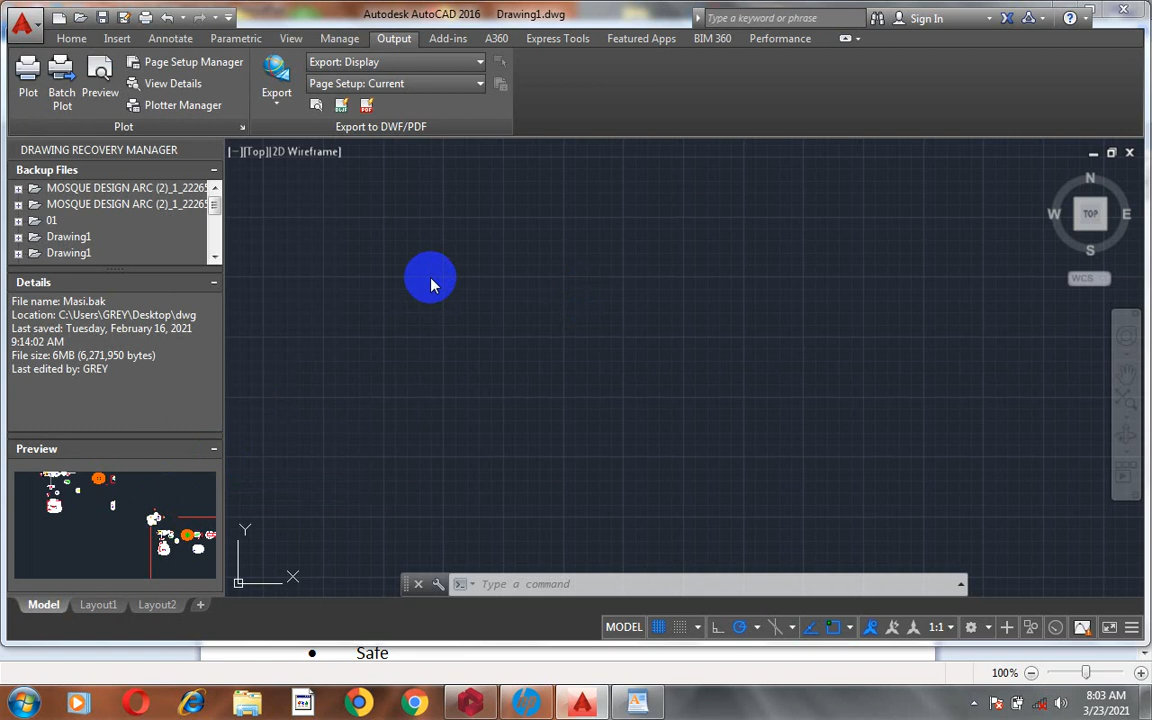 Autodesk AutoCAD 2016 Drawing1.dwg
Type a keyword or phrase
Sign In
Home Insert Annotate Parametric View Manage Output Add-ins A360 Express Tools Featured Apps BIM 360 Performance
Plot
Batch
Plot
Preview
Page Setup Manager
View Details
Plotter Manager
Export
Export: Display
Page Setup: Current
Plot
Export to DWF/PDF
DRAWING RECOVERY MANAGER
Backup Files
MOSQUE DESIGN ARC (2)_1_2226
MOSQUE DESIGN ARC (2)_1_2226
01
Drawing1
Drawing1
Details
File name: Masi.bak
Location: C:\Users\GREY\Desktop\dwg
Last saved: Tuesday, February 16, 2021
9:14:02 AM
File size: 6MB (6,271,950 bytes)
Last edited by: GREY
Preview
[−][Top][2D Wireframe]
N
W TOP E
S
WCS
Y
X
Type a command
Model Layout1 Layout2 +
MODEL
1:1
• Safe
100%
8:03 AM
3/23/2021